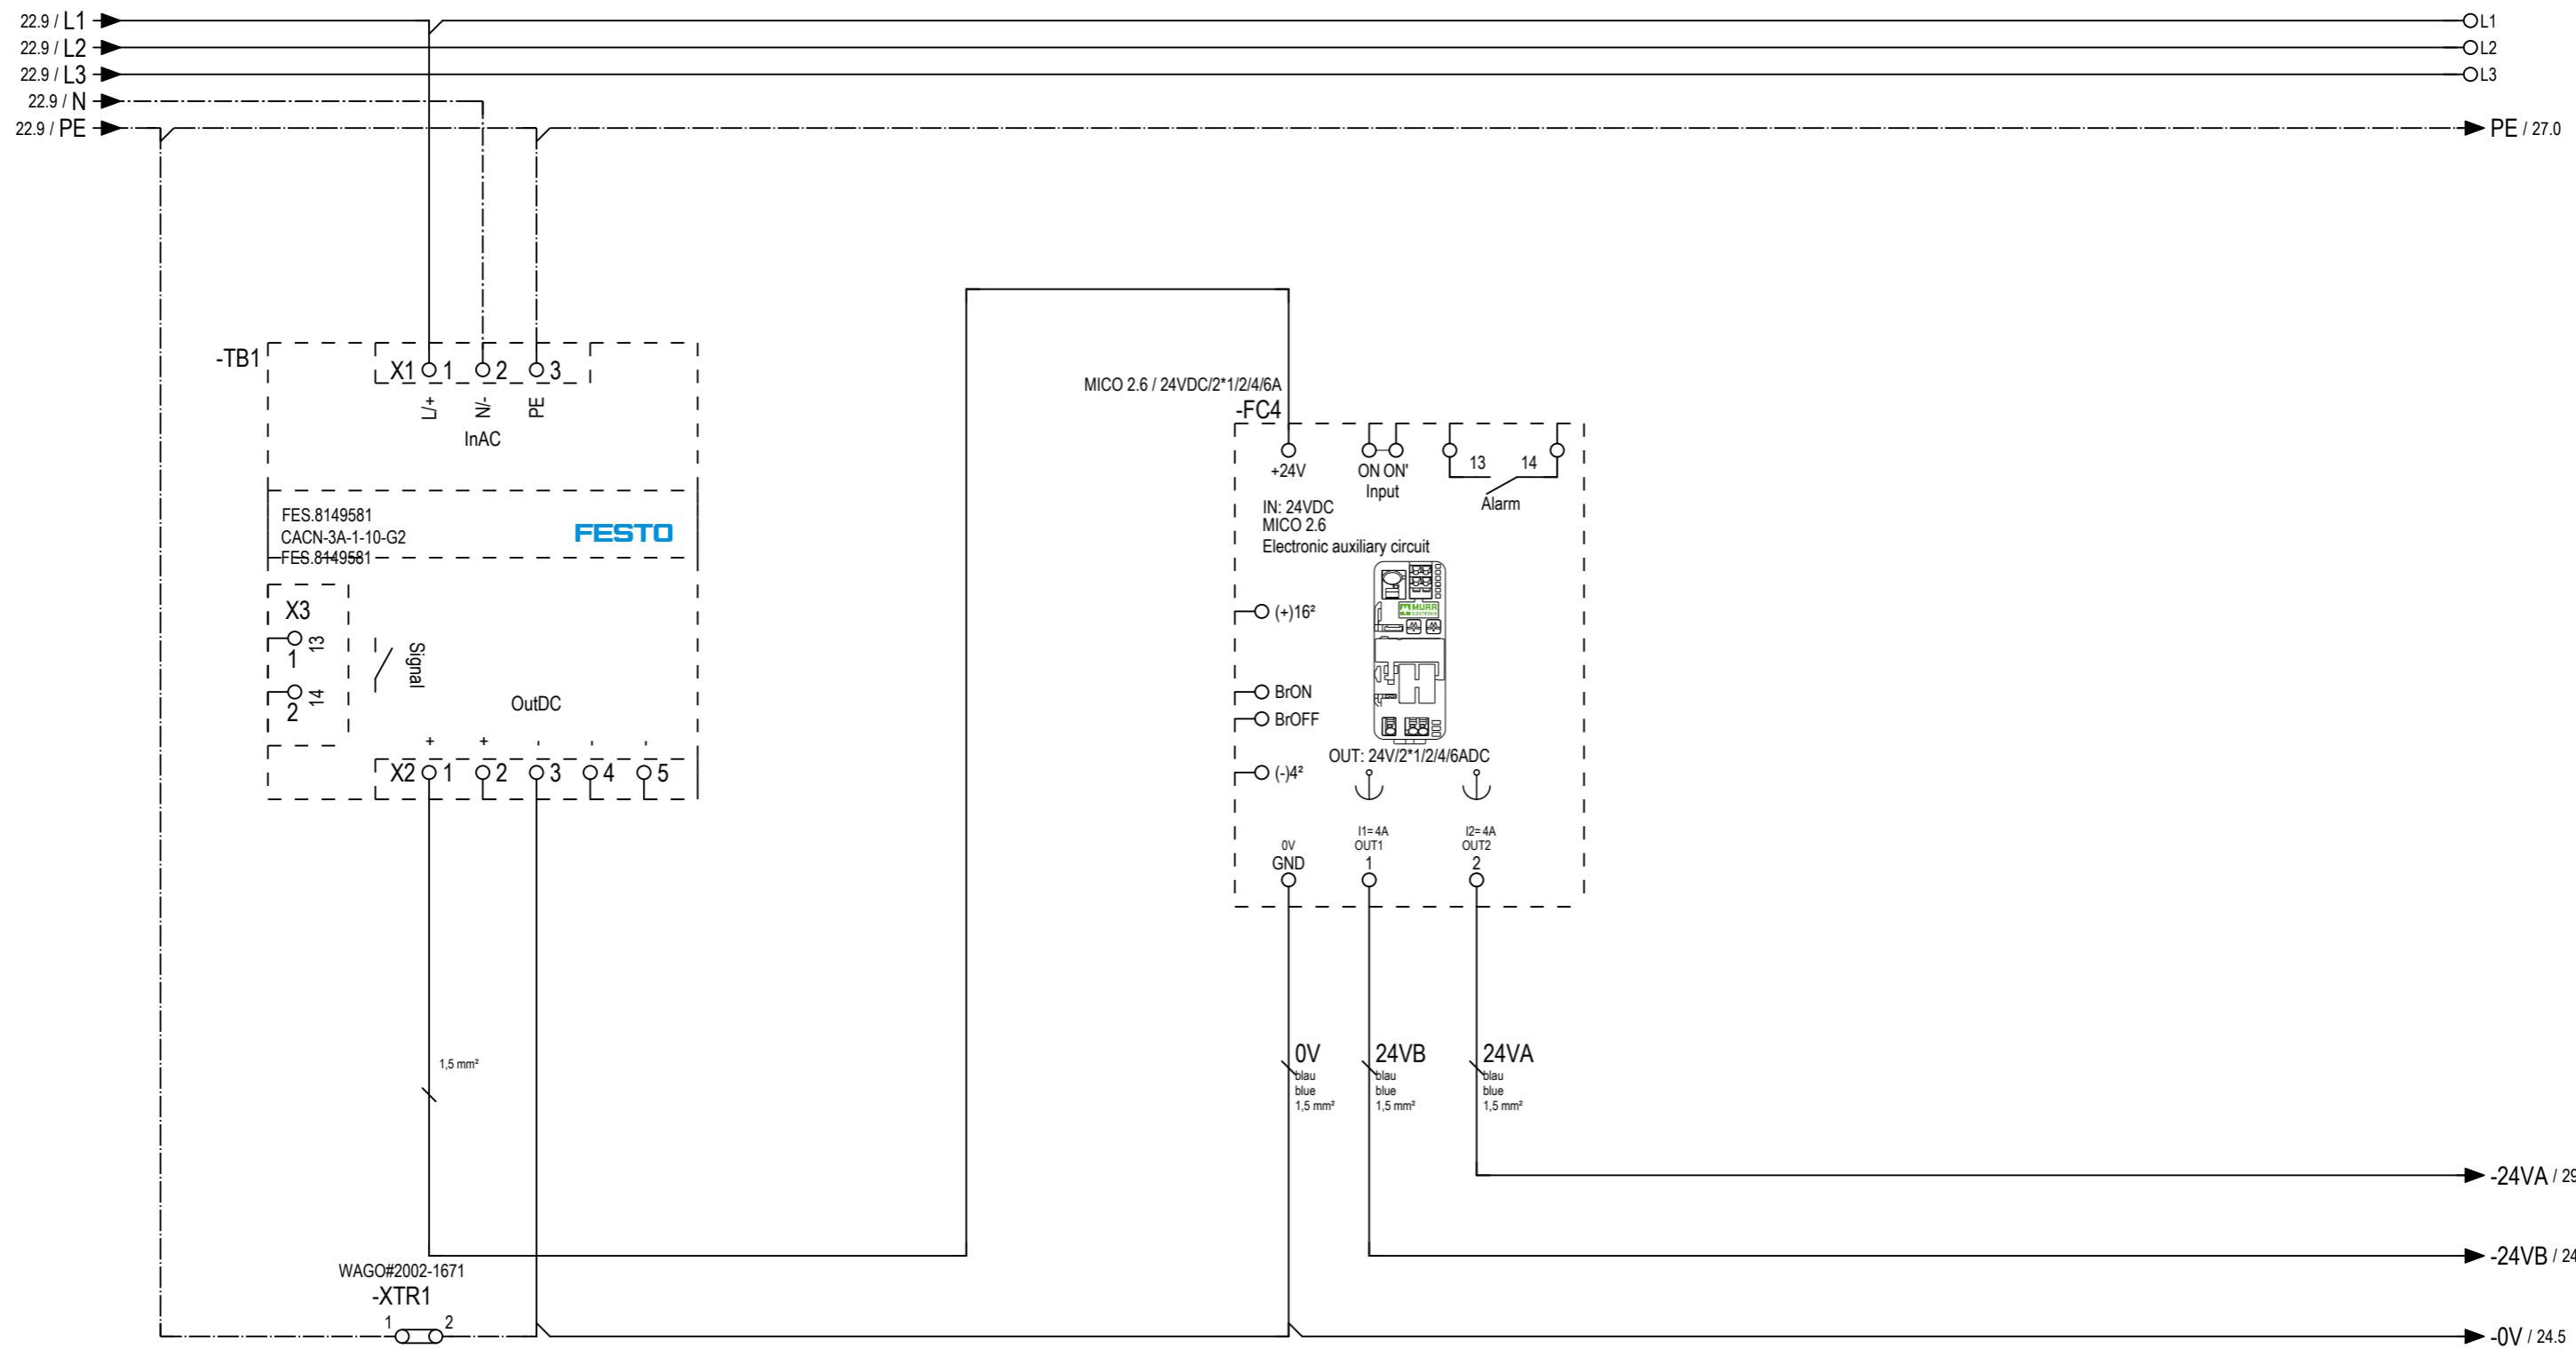 22.9 / L1
L1
22.9 / L2
L2
22.9 / L3
L3
22.9 / N
22.9 / PE
PE / 27.0
-TB1
X1 1 2 3
L/+ N/- PE
InAC
FES.8149581
CACN-3A-1-10-G2
FES.8149581
FESTO
X3
1 13
2 14
Signal
OutDC
+ + - - -
X2 1 2 3 4 5
1,5 mm²
WAGO#2002-1671
-XTR1
1 2
MICO 2.6 / 24VDC/2*1/2/4/6A
-FC4
+24V
ON ON'
Input
13 14
Alarm
IN: 24VDC
MICO 2.6
Electronic auxiliary circuit
MURR
(+)16²
BrON
BrOFF
(-)4²
OUT: 24V/2*1/2/4/6ADC
0V
GND
I1=4A
OUT1
1
I2=4A
OUT2
2
0V
blau
blue
1,5 mm²
24VB
blau
blue
1,5 mm²
24VA
blau
blue
1,5 mm²
-24VA / 29
-24VB / 24
-0V / 24.5